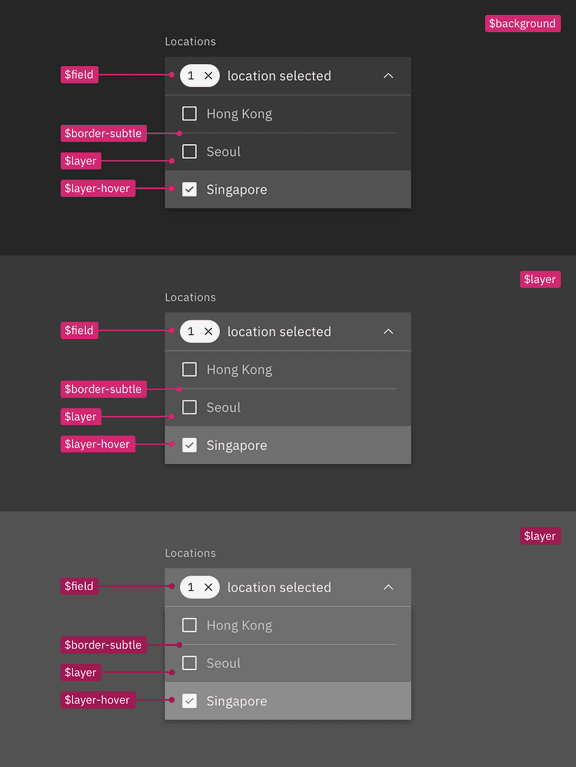 $background
Locations
$field
1 × location selected
Hong Kong
$border-subtle
Seoul
$layer
$layer-hover
Singapore
$layer
Locations
$field
1 × location selected
Hong Kong
$border-subtle
Seoul
$layer
$layer-hover
Singapore
$layer
Locations
$field
1 × location selected
Hong Kong
$border-subtle
Seoul
$layer
$layer-hover
Singapore